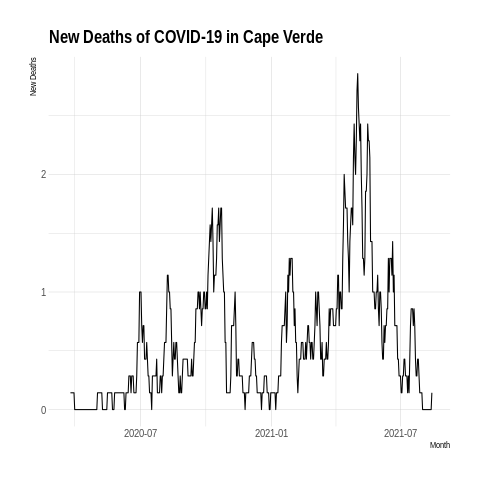 New Deaths of COVID-19 in Cape Verde
New Deaths
2
1
0
2020-07
2021-01
2021-07
Month